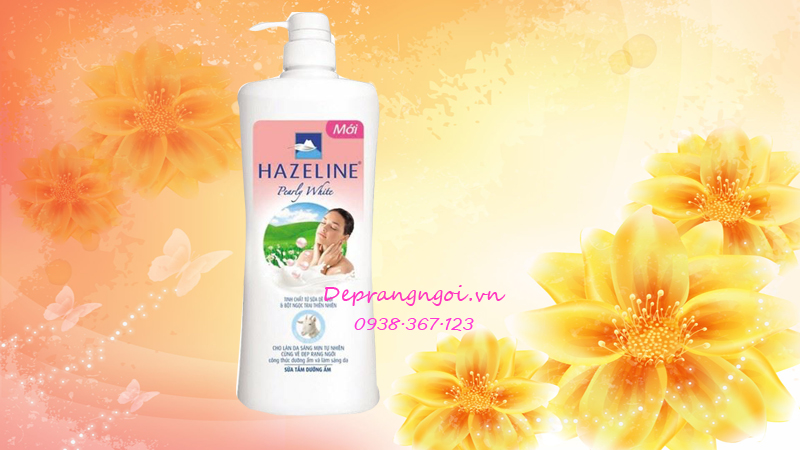 Mới
HAZELINE®
Pearly White
Deprangngoi.vn
TINH CHẤT TỪ SỮA DÊ
& BỘT NGỌC TRAI THIÊN NHIÊN
0938-367-123
CHO LÀN DA SÁNG MỊN TỰ NHIÊN
CÙNG VẺ ĐẸP RẠNG NGỜI
công thức dưỡng ẩm và làm sáng da
SỮA TẮM DƯỠNG ẨM